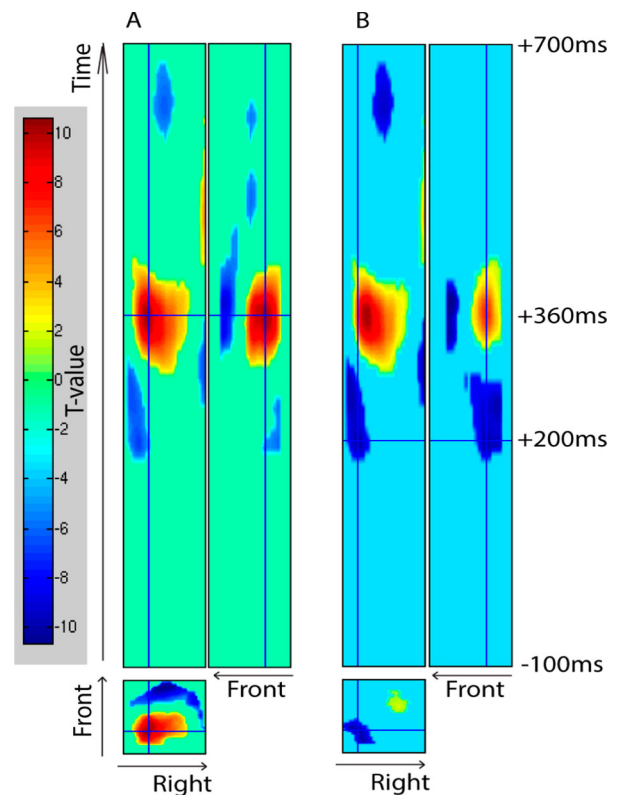 A
B
Time
T-value
10
8
6
4
2
0
-2
-4
-6
-8
-10
+700ms
+360ms
+200ms
-100ms
Front
Front
Front
Right
Right